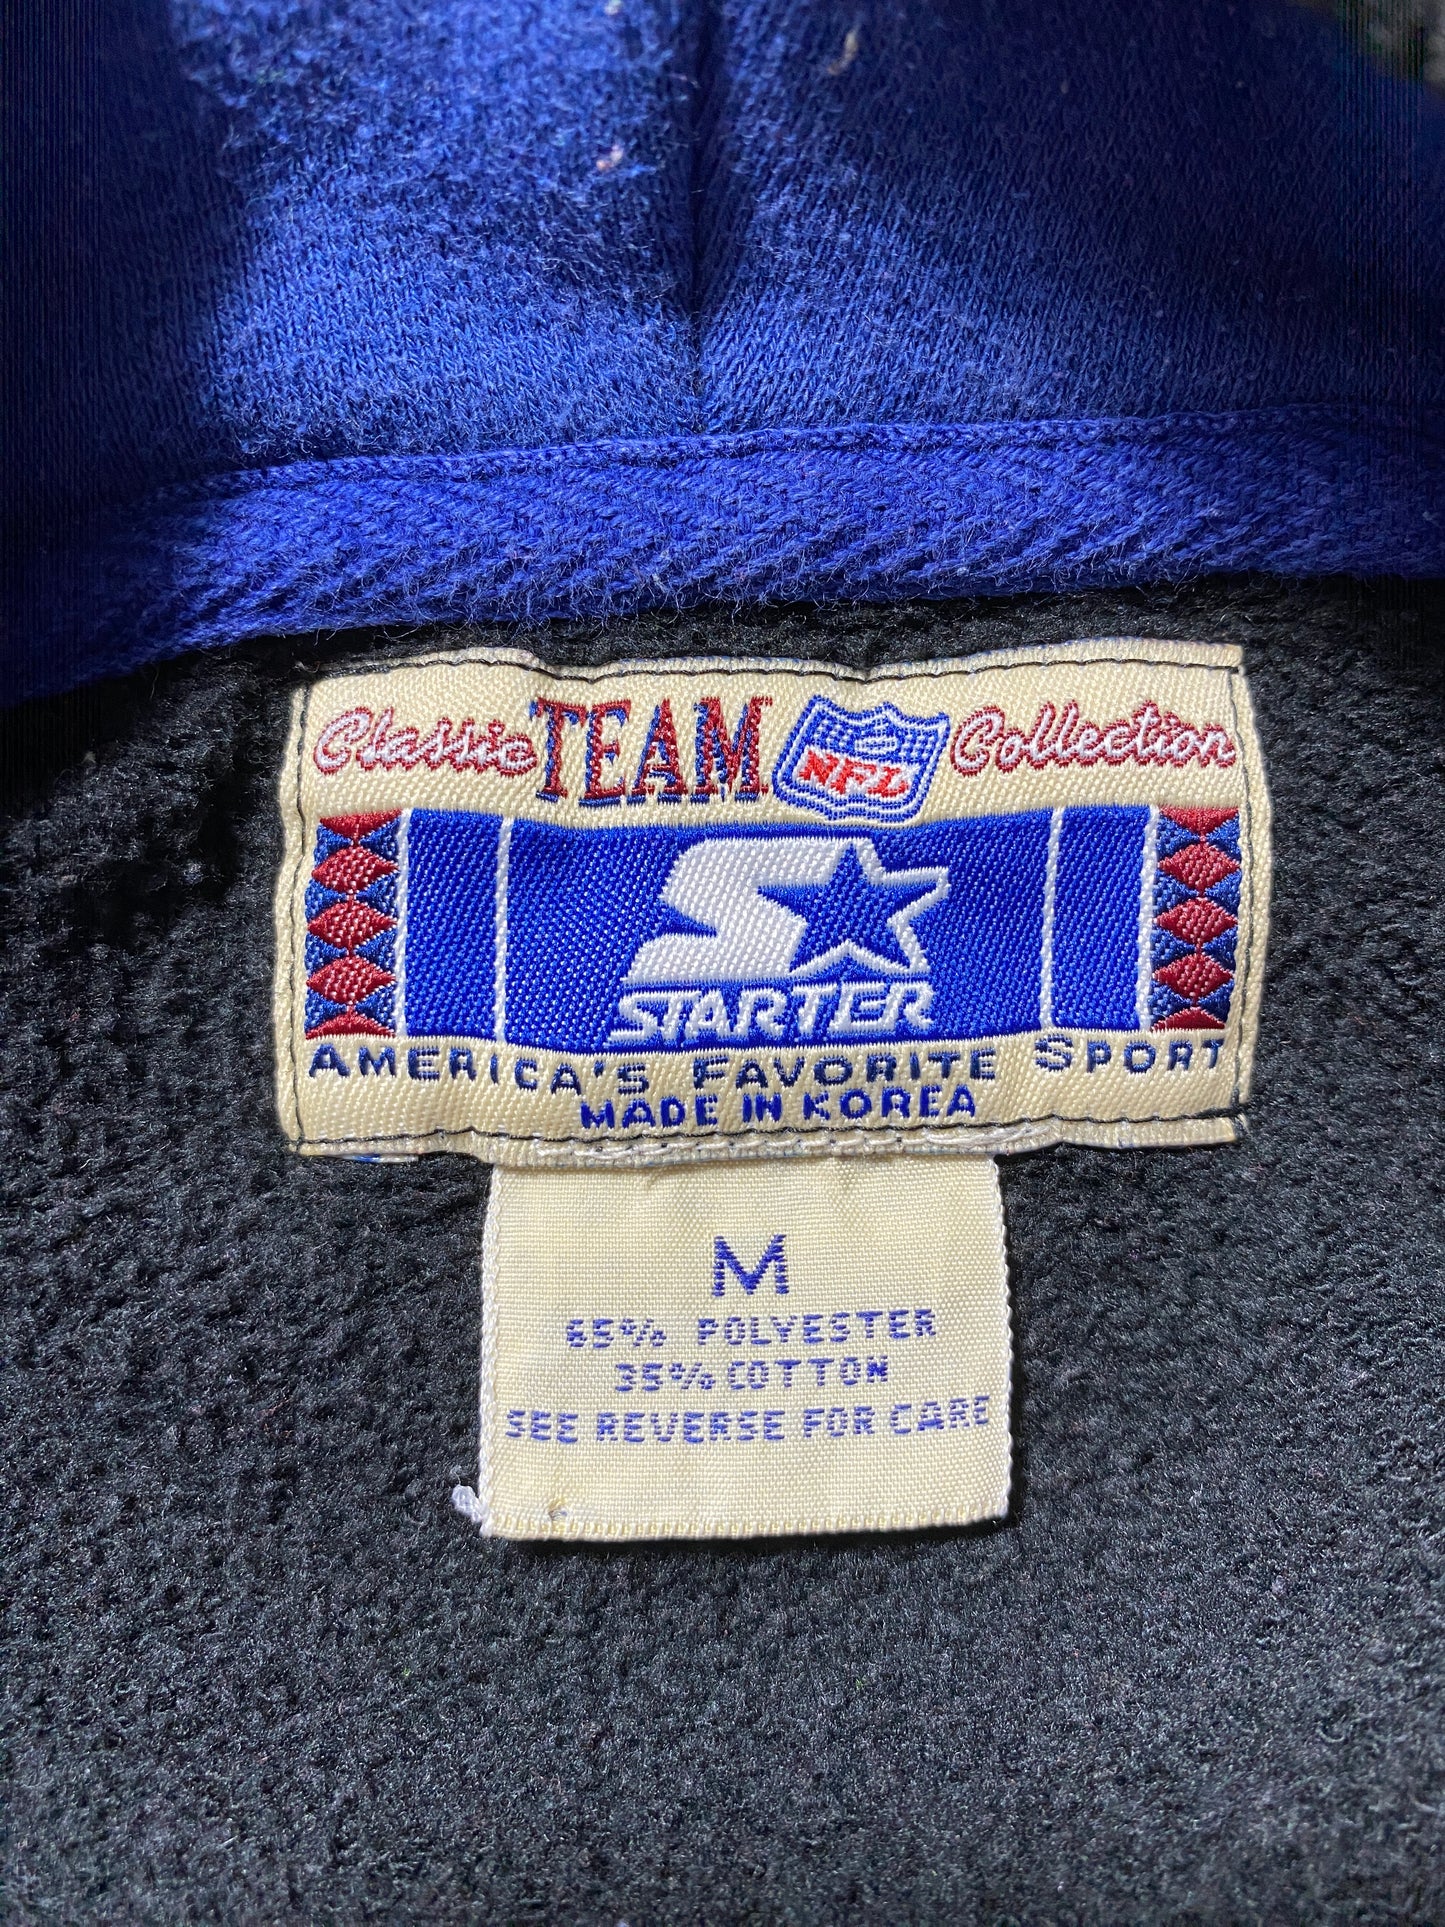 Classic TEAM NFL Collection
STARTER
AMERICA'S FAVORITE SPORT
MADE IN KOREA
M
65% POLYESTER
35% COTTON
SEE REVERSE FOR CARE